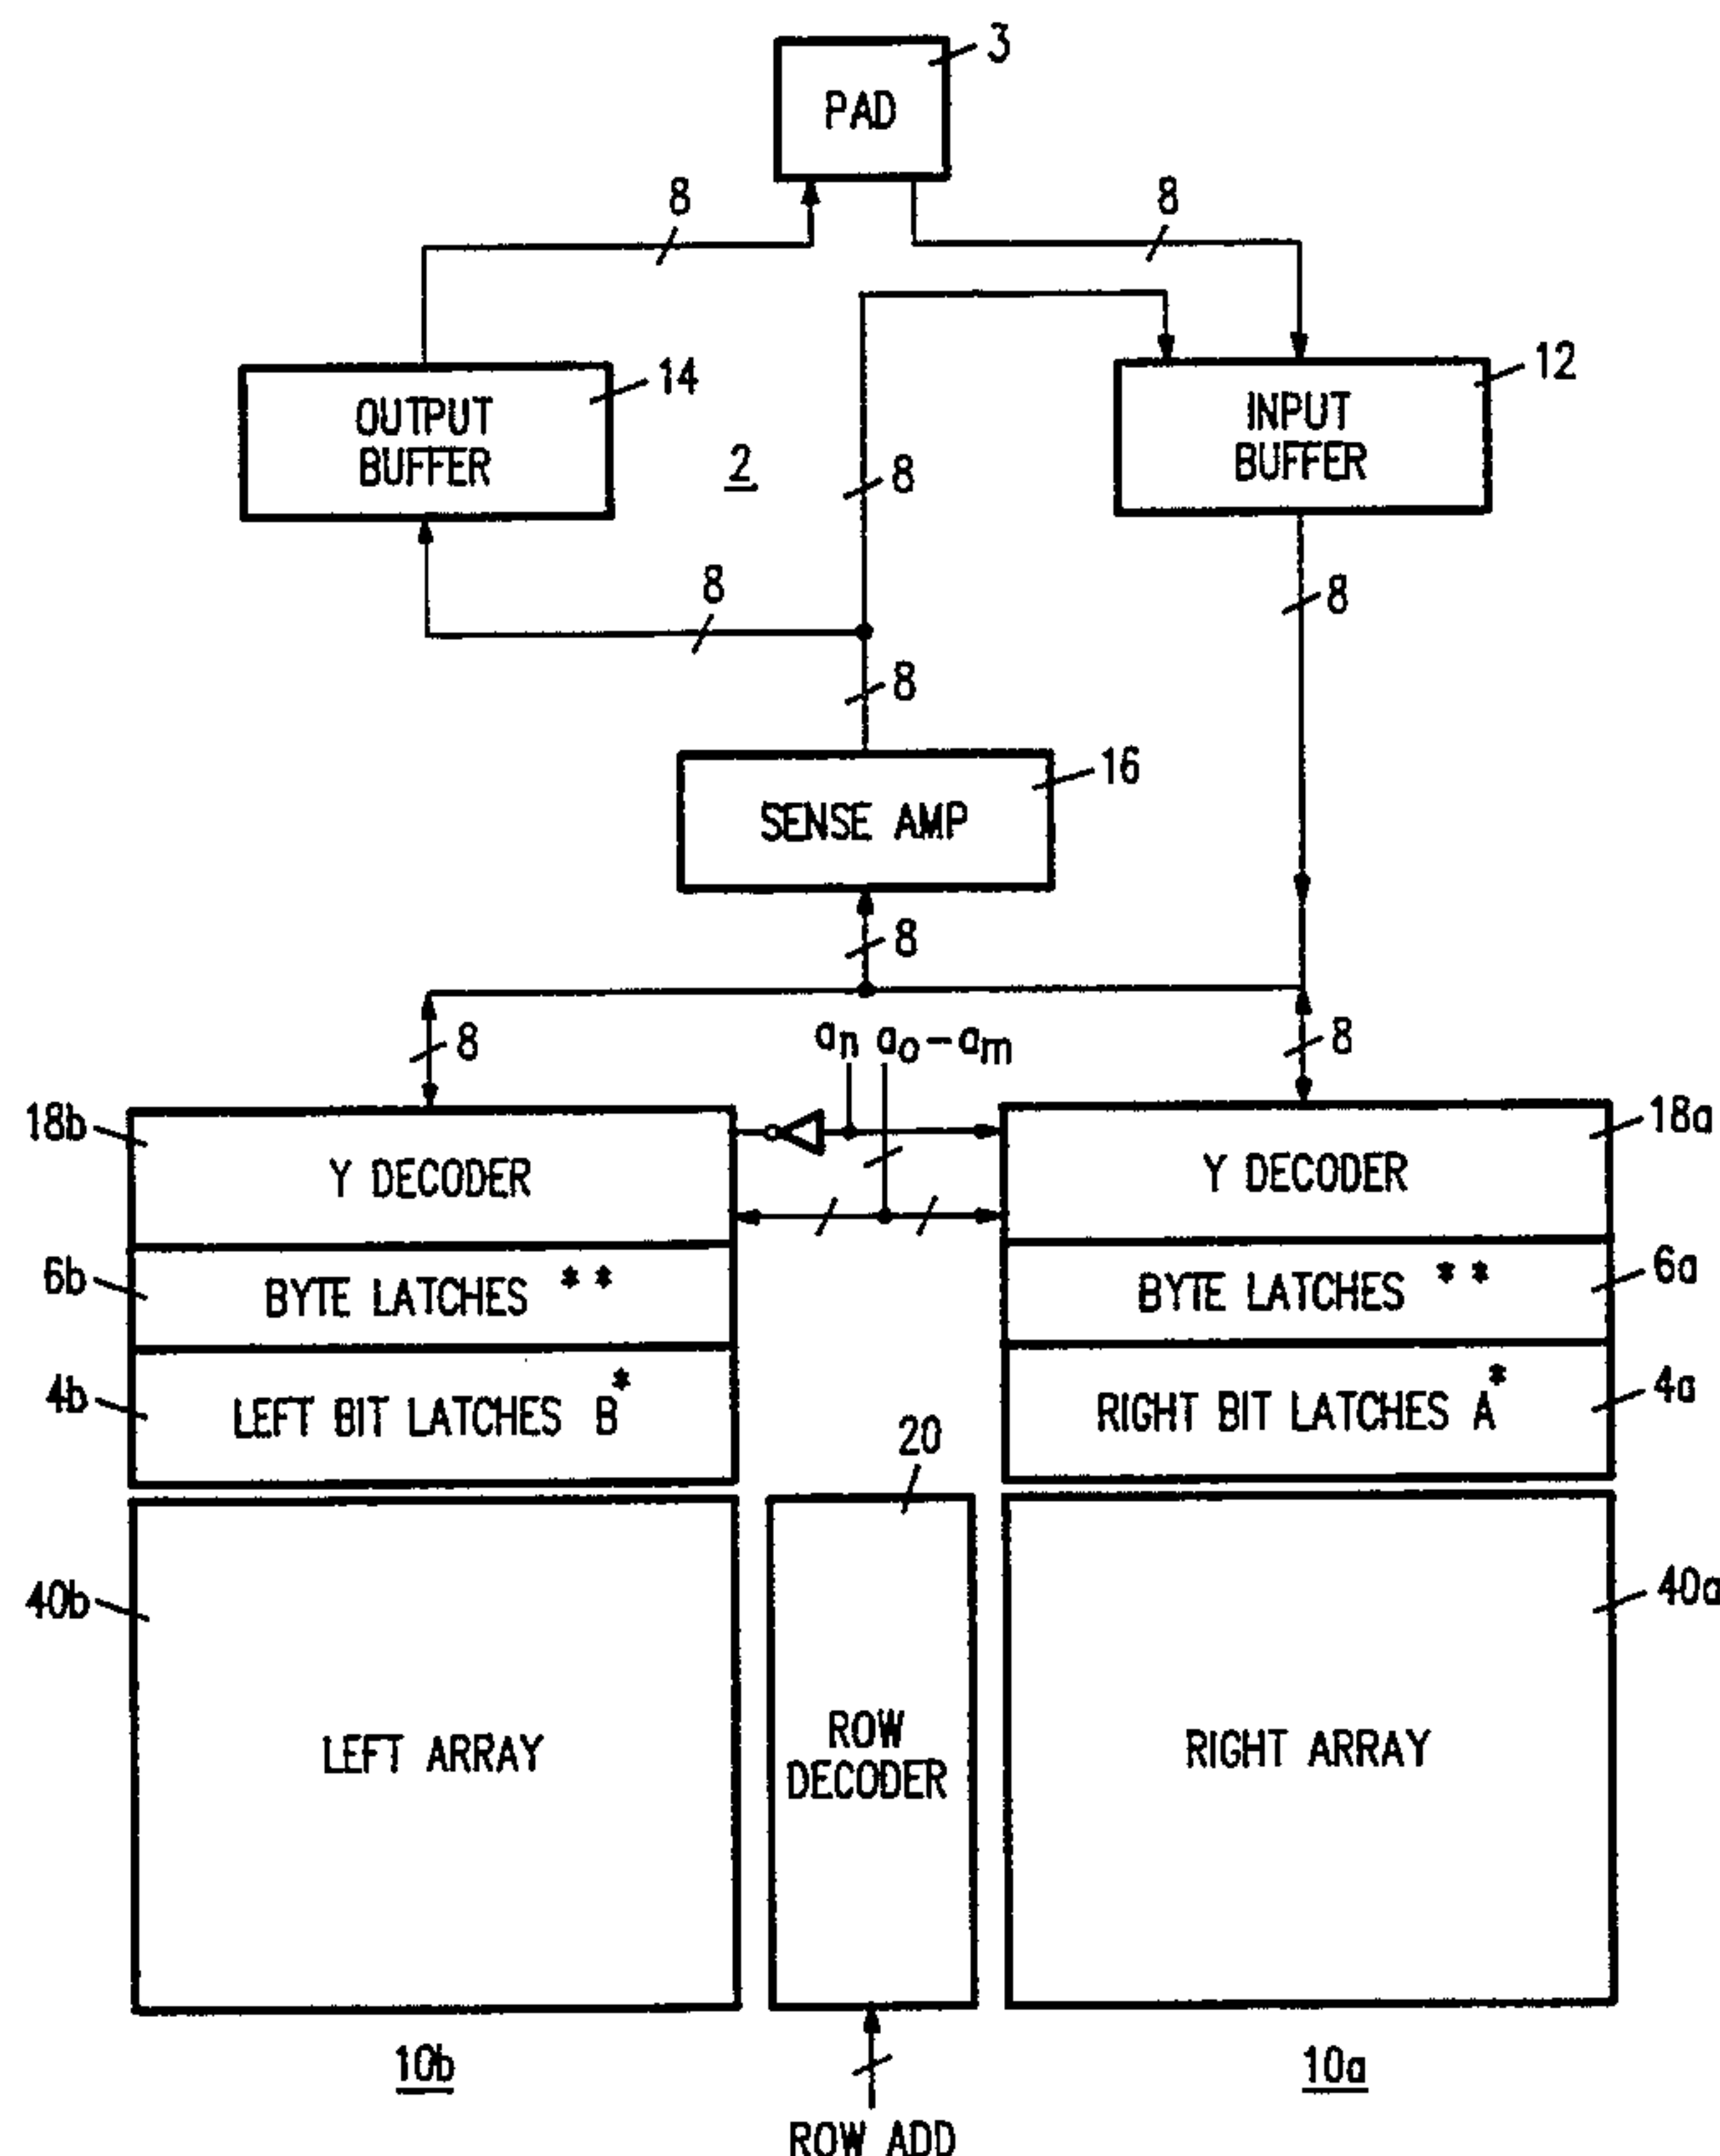 3
PAD
8
8
14
OUTPUT
BUFFER
2
12
INPUT
BUFFER
8
8
8
8
16
SENSE AMP
8
8
an
ao-am
8
18b
Y DECODER
18a
Y DECODER
6b
BYTE LATCHES **
6a
BYTE LATCHES **
4b
LEFT BIT LATCHES B*
4a
RIGHT BIT LATCHES A*
20
40b
LEFT ARRAY
ROW
DECODER
40a
RIGHT ARRAY
10b
10a
ROW ADD